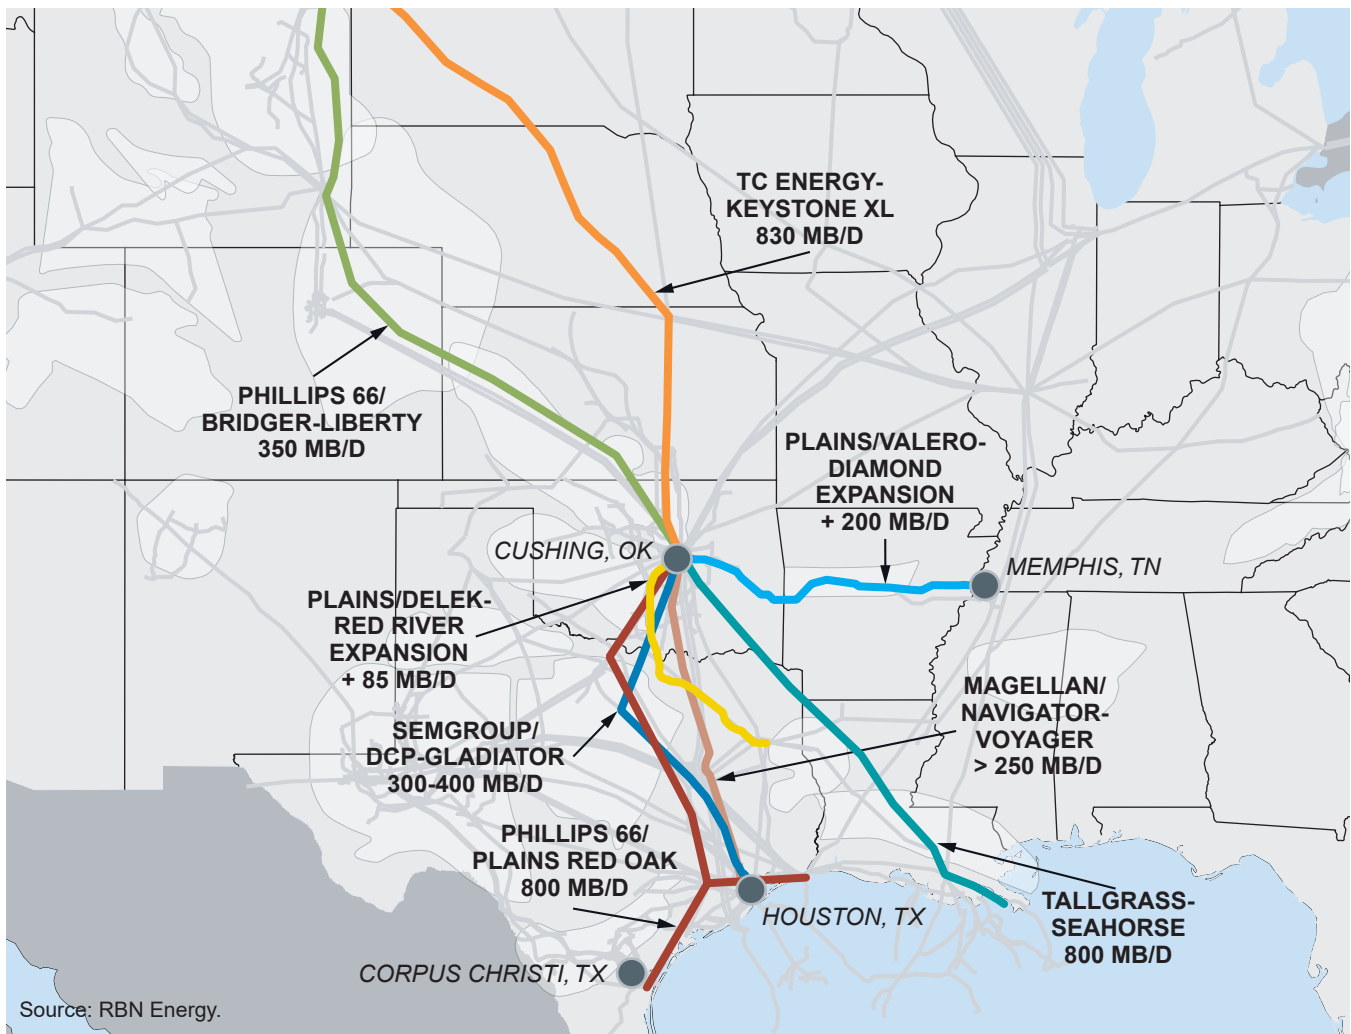 TC ENERGY-
KEYSTONE XL
830 MB/D
PHILLIPS 66/
BRIDGER-LIBERTY
350 MB/D
PLAINS/VALERO-
DIAMOND
EXPANSION
+ 200 MB/D
CUSHING, OK
MEMPHIS, TN
PLAINS/DELEK-
RED RIVER
EXPANSION
+ 85 MB/D
MAGELLAN/
NAVIGATOR-
VOYAGER
> 250 MB/D
SEMGROUP/
DCP-GLADIATOR
300-400 MB/D
PHILLIPS 66/
PLAINS RED OAK
800 MB/D
HOUSTON, TX
TALLGRASS-
SEAHORSE
800 MB/D
CORPUS CHRISTI, TX
Source: RBN Energy.